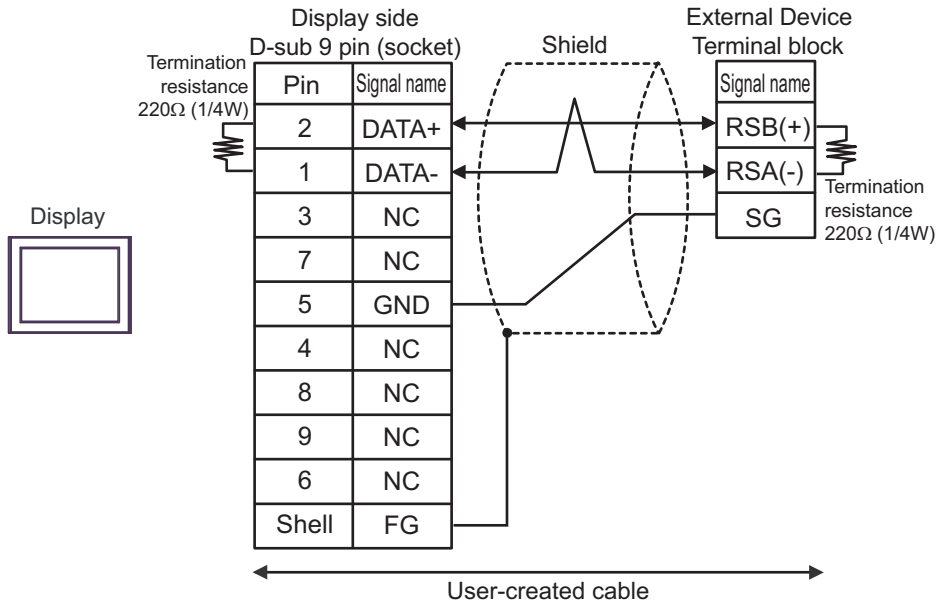 Display side
D-sub 9 pin (socket)
Shield
External Device
Terminal block
Termination
resistance
220Ω (1/4W)
Pin Signal name
2 DATA+
1 DATA-
3 NC
7 NC
5 GND
4 NC
8 NC
9 NC
6 NC
Shell FG
Signal name
RSB(+)
RSA(-)
SG
Termination
resistance
220Ω (1/4W)
Display
User-created cable